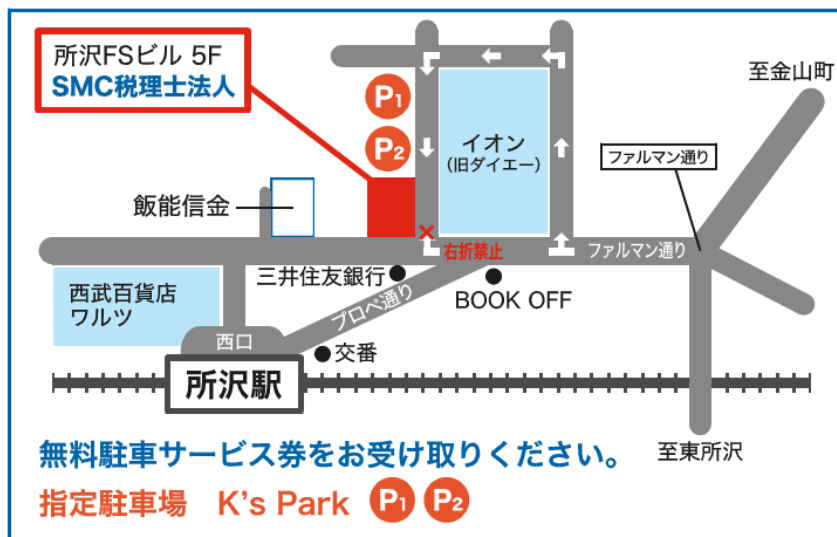 所沢FSビル 5F
SMC税理士法人
至金山町
P1
P2
イオン
(旧ダイエー)
ファルマン通り
飯能信金
右折禁止
ファルマン通り
三井住友銀行
BOOK OFF
西武百貨店
ワルツ
プロペ通り
西口
交番
所沢駅
至東所沢
無料駐車サービス券をお受け取りください。
指定駐車場 K's Park P1 P2